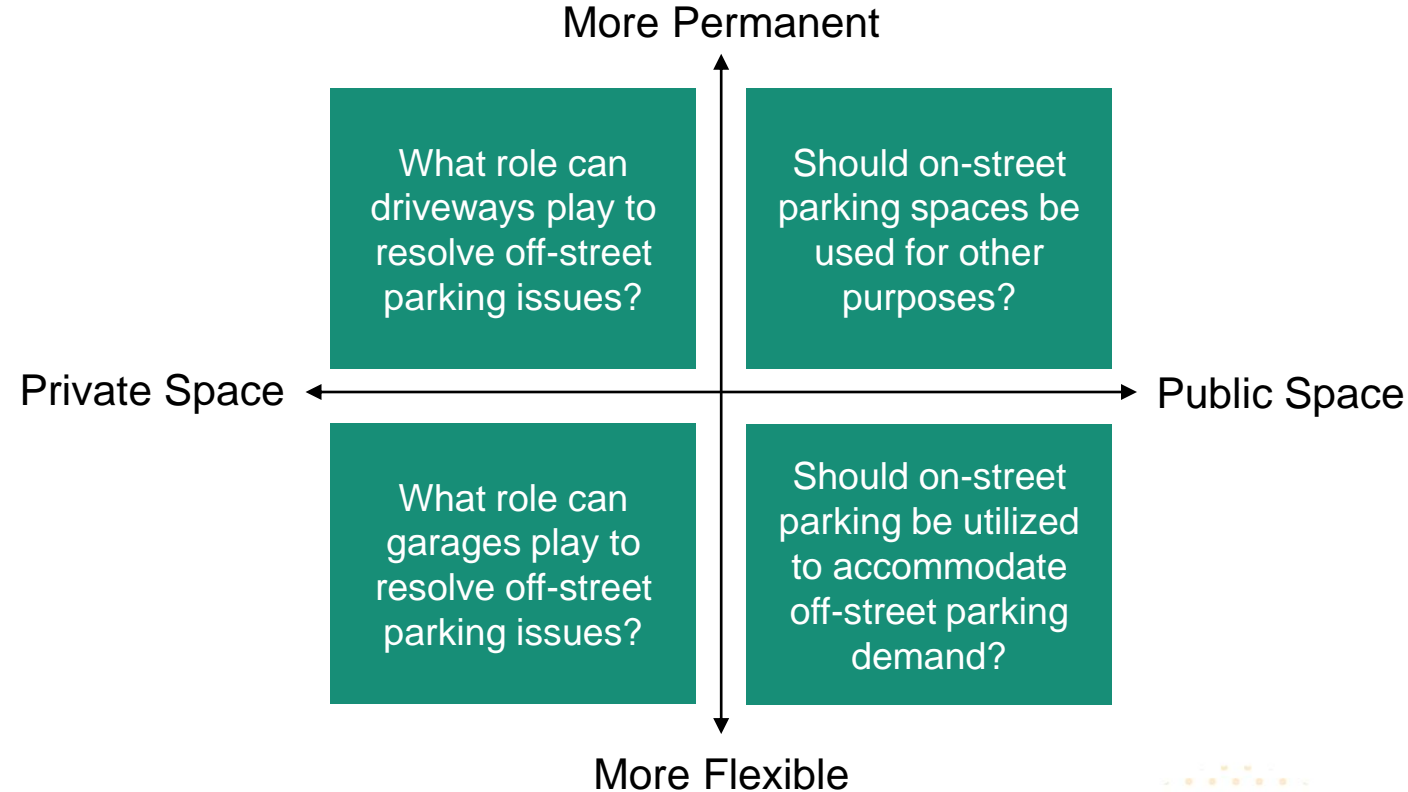 More Permanent
What role can
driveways play to
resolve off-street
parking issues?
Should on-street
parking spaces be
used for other
purposes?
Private Space
Public Space
What role can
garages play to
resolve off-street
parking issues?
Should on-street
parking be utilized
to accommodate
off-street parking
demand?
More Flexible